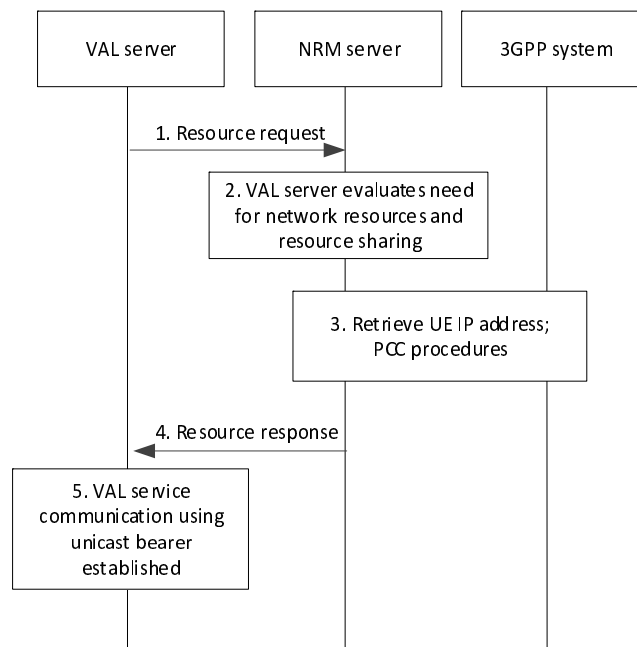 VAL server
NRM server
3GPP system
1. Resource request
2. VAL server evaluates need
for network resources and
resource sharing
3. Retrieve UE IP address;
PCC procedures
4. Resource response
5. VAL service
communication using
unicast bearer
established